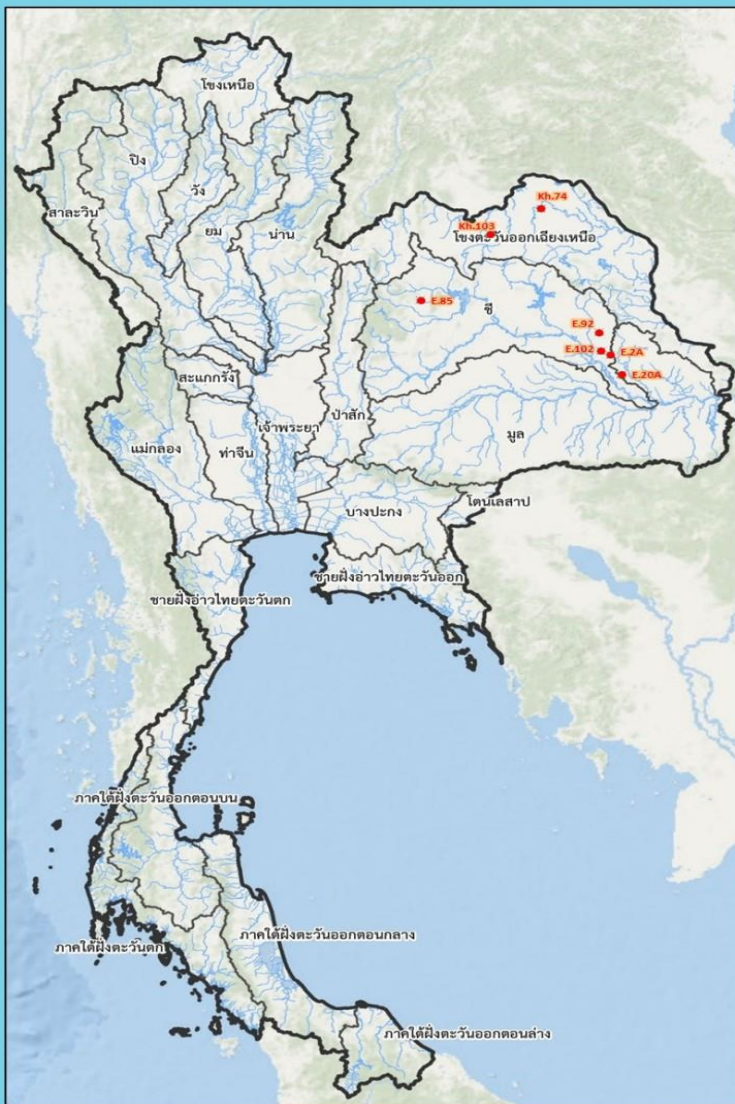 โขงเหนือ
ปิง
วัง
สาละวิน
ยม
น่าน
Kh.74
Kh.103
โขงตะวันออกเฉียงเหนือ
E.85
ชี
E.92
E.102
E.2A
E.20A
สะแกกรัง
เจ้าพระยา
ป่าสัก
แม่กลอง
ท่าจีน
มูล
บางปะกง
โตนเลสาป
ชายฝั่งอ่าวไทยตะวันออก
ชายฝั่งอ่าวไทยตะวันตก
ภาคใต้ฝั่งตะวันออกตอนบน
ภาคใต้ฝั่งตะวันตก
ภาคใต้ฝั่งตะวันออกตอนกลาง
ภาคใต้ฝั่งตะวันออกตอนล่าง